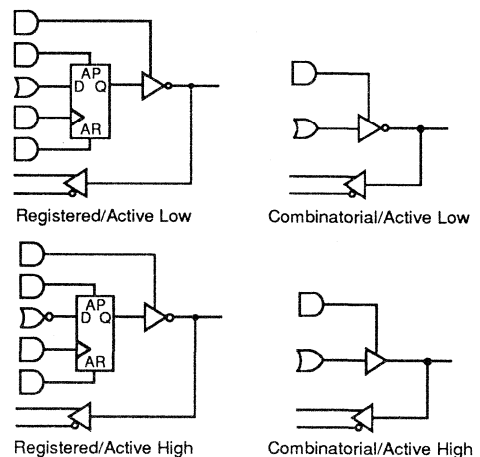 AP
D Q
AR
Registered/Active Low
Combinatorial/Active Low
AP
D Q
AR
Registered/Active High
Combinatorial/Active High